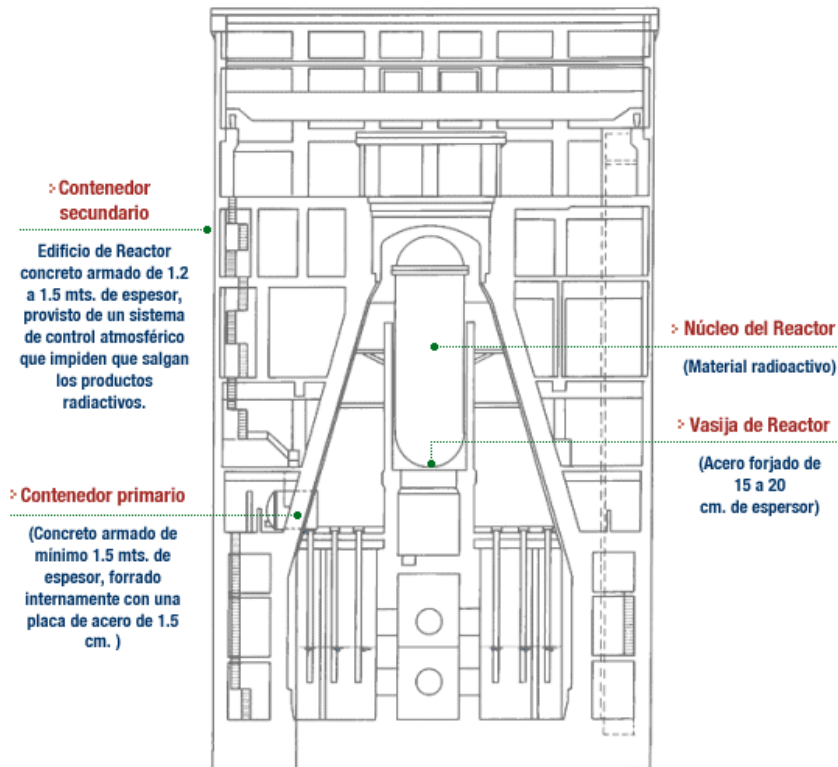 Contenedor
secundario
Edificio de Reactor
concreto armado de 1.2
a 1.5 mts. de espesor,
provisto de un sistema
de control atmosférico
que impiden que salgan
los productos
radiactivos.
Contenedor primario
(Concreto armado de
mínimo 1.5 mts. de
espesor, forrado
internamente con una
placa de acero de 1.5
cm. )
Núcleo del Reactor
(Material radioactivo)
Vasija de Reactor
(Acero forjado de
15 a 20
cm. de espersor)